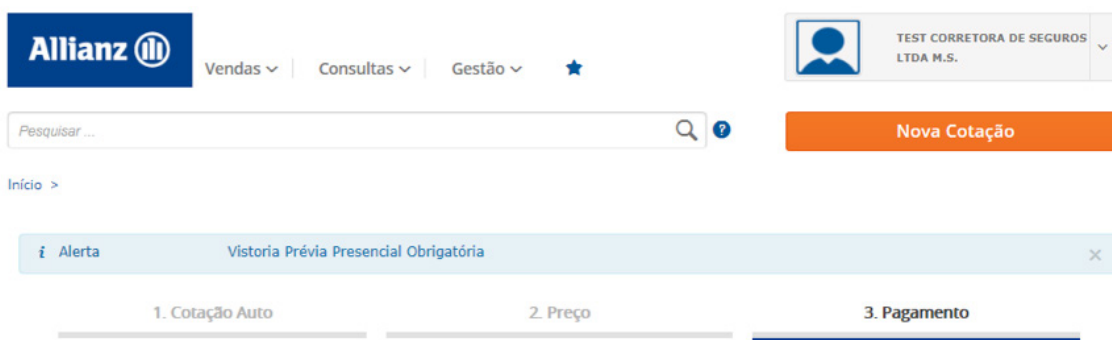 Allianz
Vendas
Consultas
Gestão
TEST CORRETORA DE SEGUROS
LTDA M.S.
Pesquisar ...
?
Nova Cotação
Início >
i Alerta Vistoria Prévia Presencial Obrigatória ×
1. Cotação Auto
2. Preço
3. Pagamento